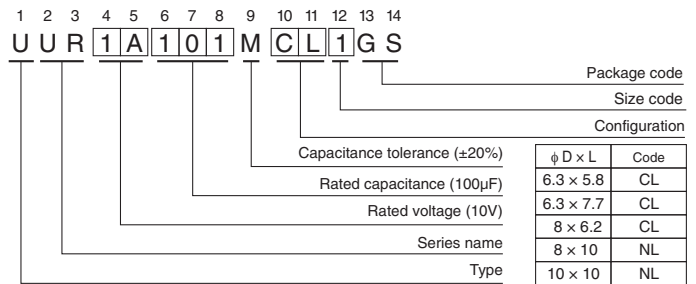 1 2 3 4 5 6 7 8 9 10 11 12 13 14
U U R 1 A 1 0 1 M C L 1 G S
Package code
Size code
Configuration
Capacitance tolerance (±20%)
Rated capacitance (100µF)
Rated voltage (10V)
Series name
Type
ϕ D × L Code
6.3 × 5.8 CL
6.3 × 7.7 CL
8 × 6.2 CL
8 × 10 NL
10 × 10 NL